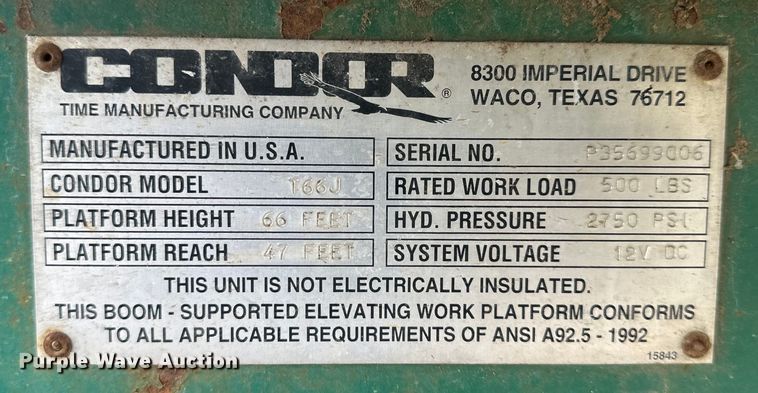 CONDOR ®
8300 IMPERIAL DRIVE
WACO, TEXAS 76712
TIME MANUFACTURING COMPANY
MANUFACTURED IN U.S.A.
CONDOR MODEL T66J
PLATFORM HEIGHT 66 FEET
PLATFORM REACH 47 FEET
SERIAL NO. P35699006
RATED WORK LOAD 500 LBS
HYD. PRESSURE 2750 PSI
SYSTEM VOLTAGE 12V DC
THIS UNIT IS NOT ELECTRICALLY INSULATED.
THIS BOOM - SUPPORTED ELEVATING WORK PLATFORM CONFORMS
TO ALL APPLICABLE REQUIREMENTS OF ANSI A92.5 - 1992
15843
Purple Wave Auction